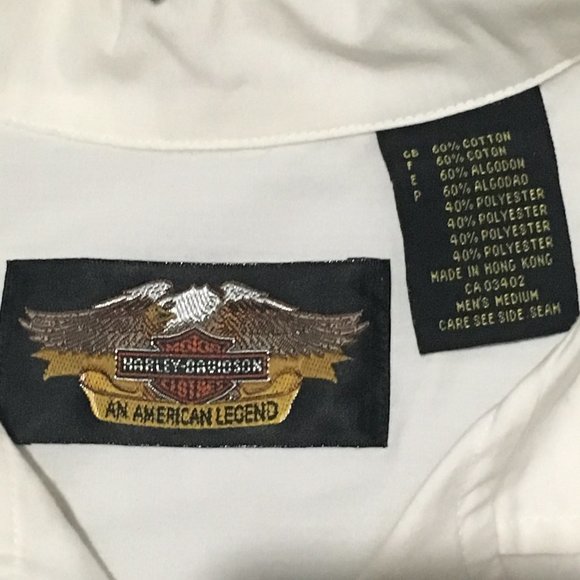 HARLEY-DAVIDSON
AN AMERICAN LEGEND
GB 60% COTTON
F 60% COTON
E 60% ALGODON
P 60% ALGODAO
40% POLYESTER
40% POLYESTER
40% POLYESTER
40% POLYESTER
MADE IN HONG KONG
CA 03402
MEN'S MEDIUM
CARE SEE SIDE SEAM